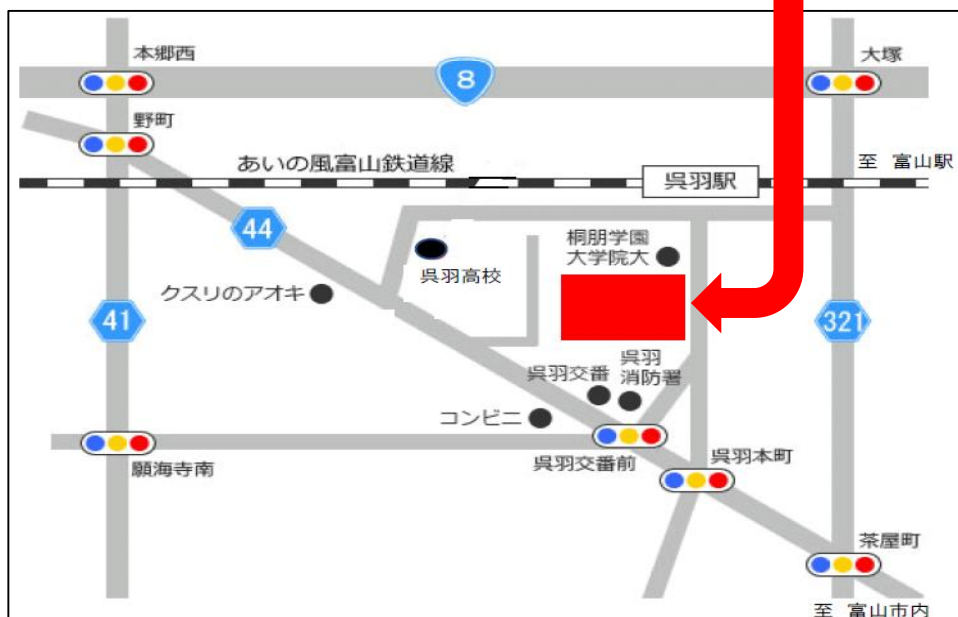 本郷西
大塚
8
野町
あいの風富山鉄道線
至 富山駅
呉羽駅
44
桐朋学園
大学院大
呉羽高校
クスリのアオキ
41
321
呉羽交番
呉羽
消防署
コンビニ
願海寺南
呉羽交番前
呉羽本町
茶屋町
至 富山市内